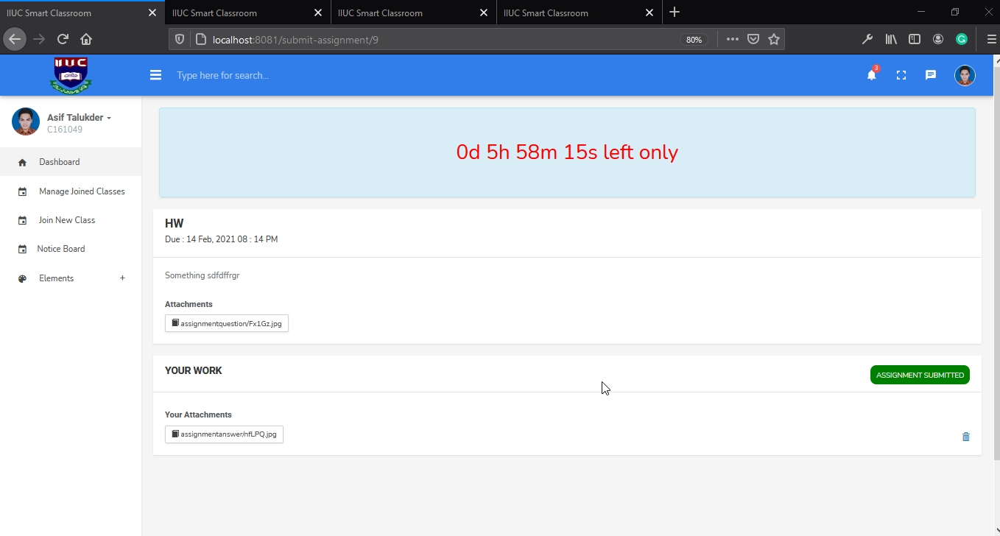 IIUC Smart Classroom
IIUC Smart Classroom
IIUC Smart Classroom
IIUC Smart Classroom
localhost:8081/submit-assignment/9
80%
IIUC
Type here for search...
3
Asif Talukder
C161049
Dashboard
Manage Joined Classes
Join New Class
Notice Board
Elements +
0d 5h 58m 15s left only
HW
Due : 14 Feb, 2021 08 : 14 PM
Something sdfdffrgr
Attachments
assignmentquestion/Fx1Gz.jpg
YOUR WORK
ASSIGNMENT SUBMITTED
Your Attachments
assignmentanswer/nfLPQ.jpg